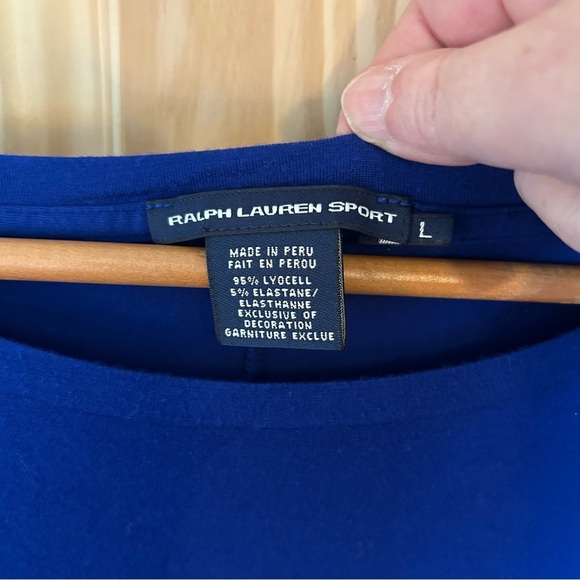 RALPH LAUREN SPORT
L
MADE IN PERU
FAIT EN PEROU
95% LYOCELL
5% ELASTANE/
ELASTHANNE
EXCLUSIVE OF
DECORATION
GARNITURE EXCLUE